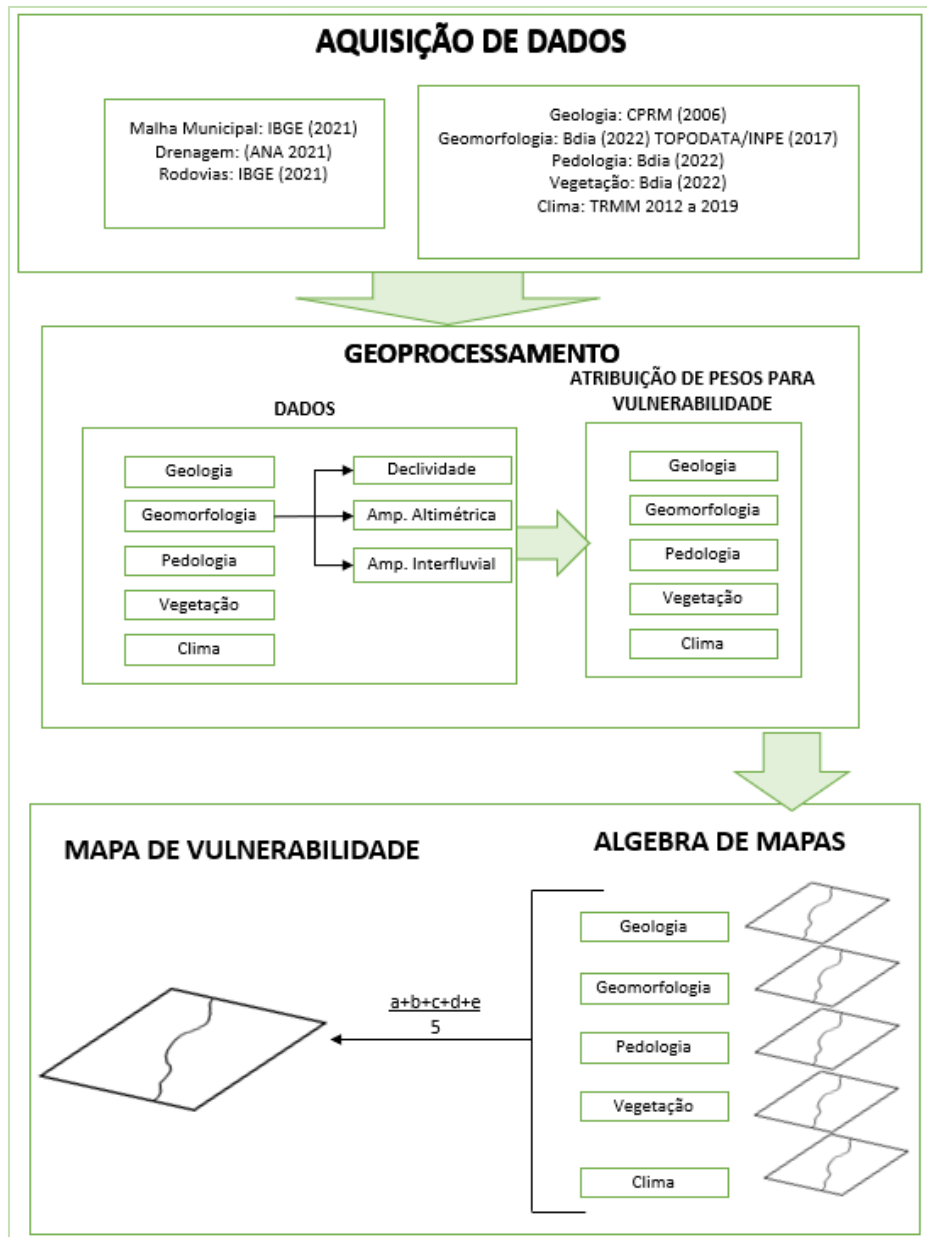 AQUISIÇÃO DE DADOS
Malha Municipal: IBGE (2021)
Drenagem: (ANA 2021)
Rodovias: IBGE (2021)
Geologia: CPRM (2006)
Geomorfologia: Bdia (2022) TOPODATA/INPE (2017)
Pedologia: Bdia (2022)
Vegetação: Bdia (2022)
Clima: TRMM 2012 a 2019
GEOPROCESSAMENTO
DADOS
Geologia
Geomorfologia
Pedologia
Vegetação
Clima
Declividade
Amp. Altimétrica
Amp. Interfluvial
ATRIBUIÇÃO DE PESOS PARA
VULNERABILIDADE
Geologia
Geomorfologia
Pedologia
Vegetação
Clima
MAPA DE VULNERABILIDADE
a+b+c+d+e
5
ALGEBRA DE MAPAS
Geologia
Geomorfologia
Pedologia
Vegetação
Clima